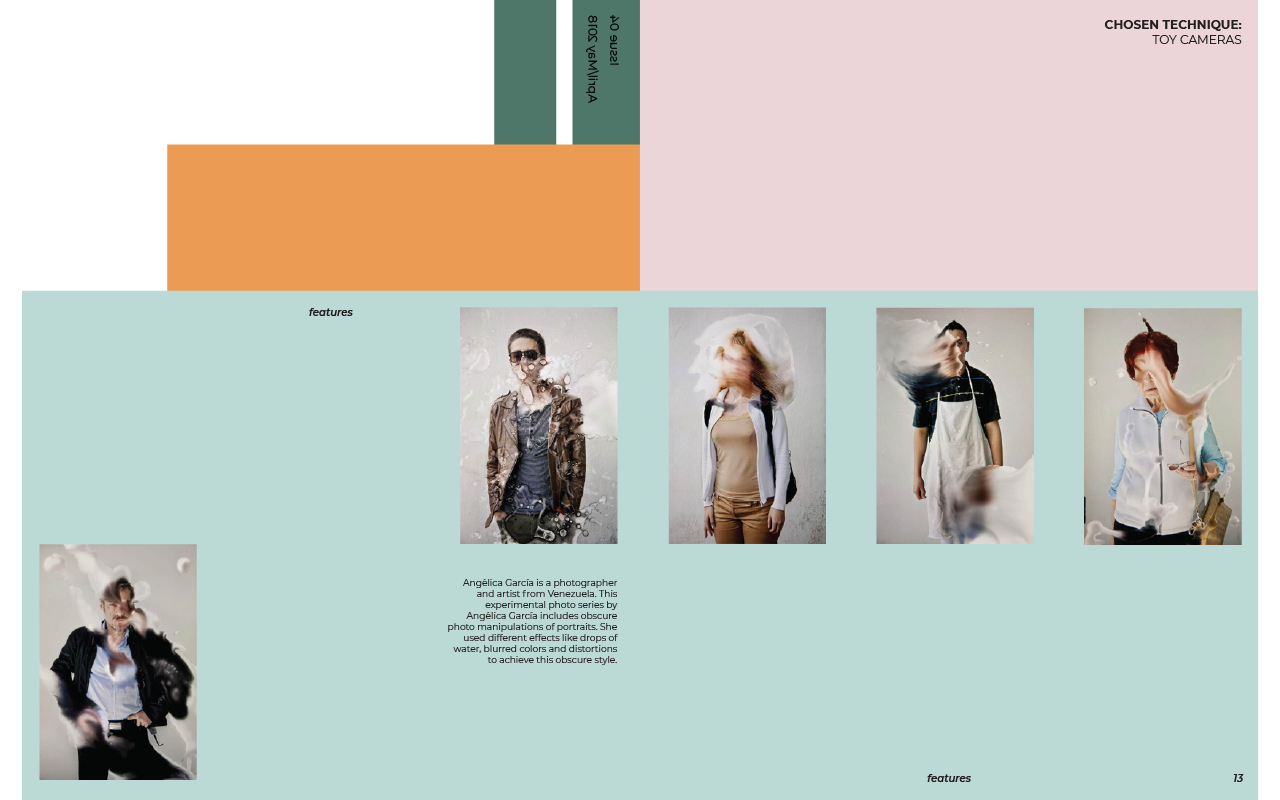 Issue 04
April/May 2018
CHOSEN TECHNIQUE:
TOY CAMERAS
features
Angélica García is a photographer
and artist from Venezuela. This
experimental photo series by
Angélica García includes obscure
photo manipulations of portraits. She
used different effects like drops of
water, blurred colors and distortions
to achieve this obscure style.
features
13